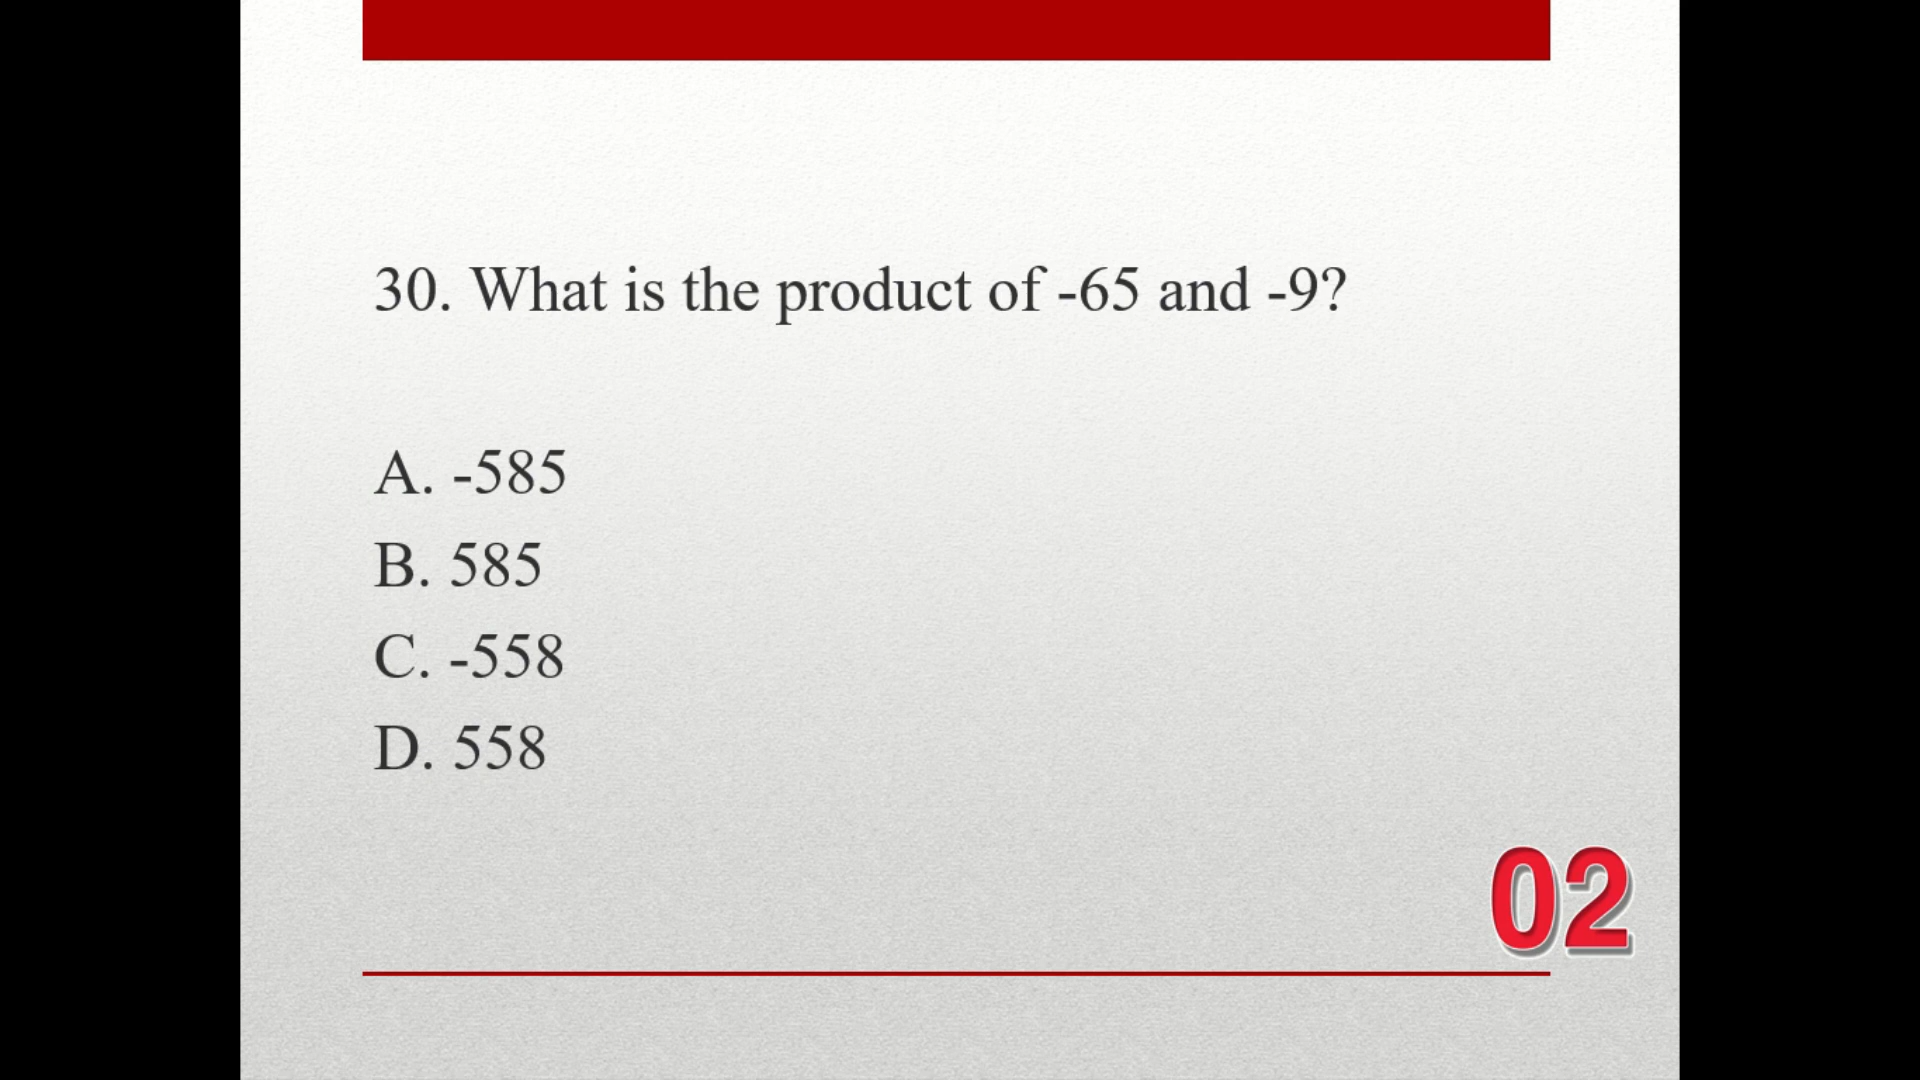 30. What is the product of -65 and -9?
A. -585
B. 585
C. -558
D. 558
02